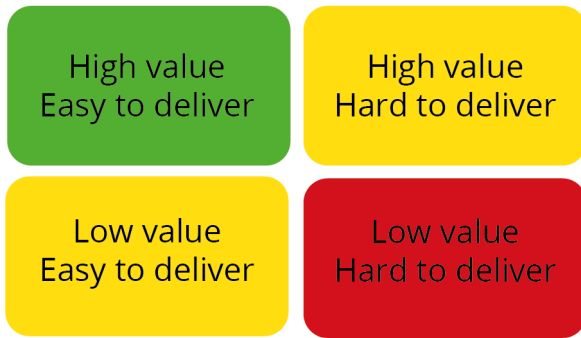 High value
Easy to deliver
High value
Hard to deliver
Low value
Easy to deliver
Low value
Hard to deliver